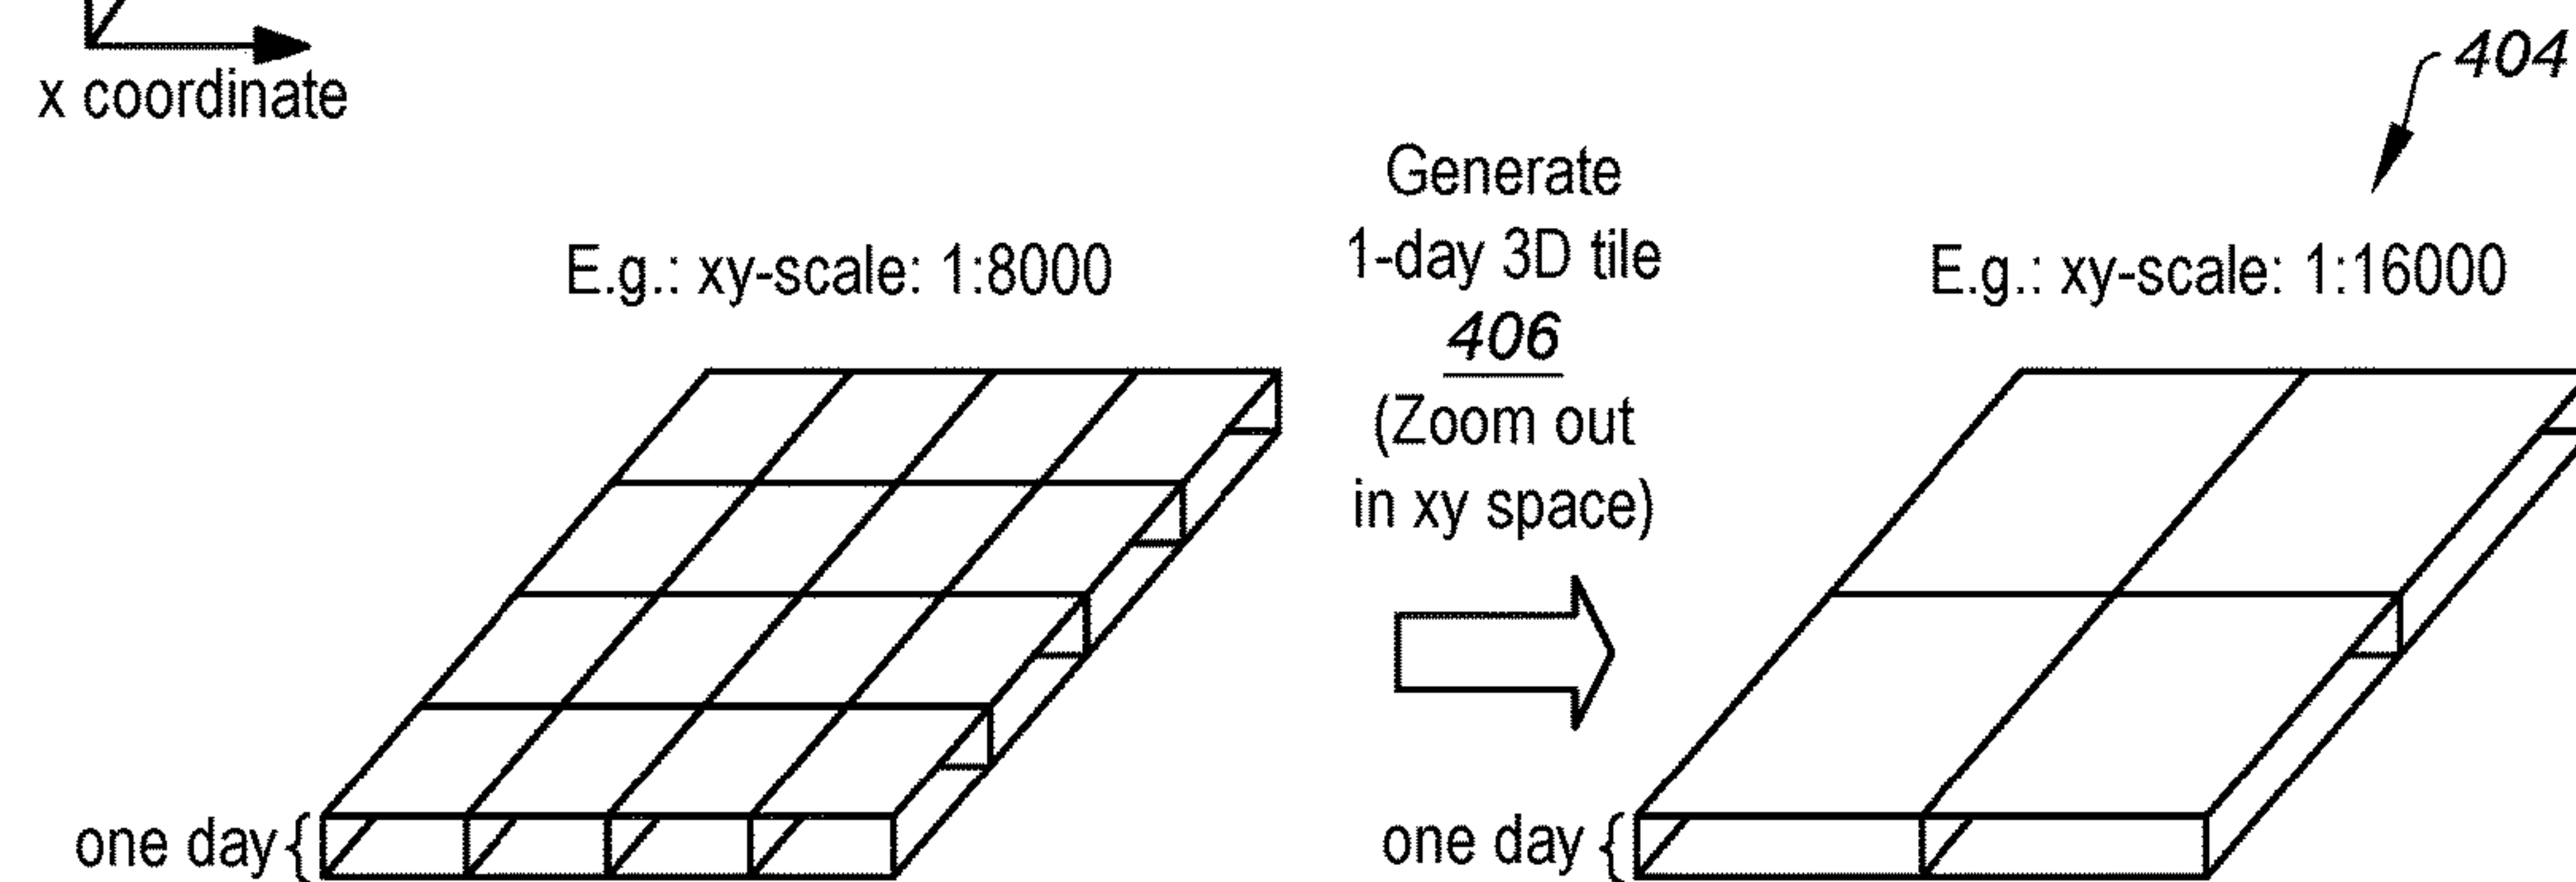 x coordinate
404
Generate
1-day 3D tile
406
(Zoom out
in xy space)
E.g.: xy-scale: 1:8000
E.g.: xy-scale: 1:16000
one day
one day